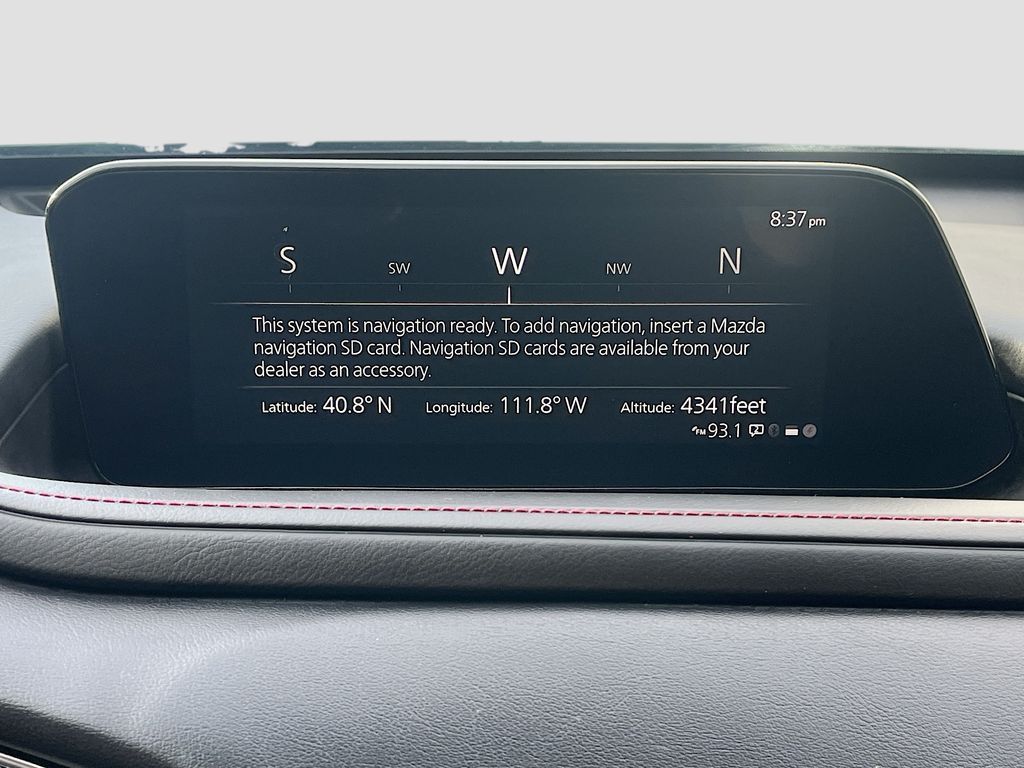 8:37pm
S SW W NW N
This system is navigation ready. To add navigation, insert a Mazda
navigation SD card. Navigation SD cards are available from your
dealer as an accessory.
Latitude: 40.8° N Longitude: 111.8° W Altitude: 4341feet
FM 93.1 2